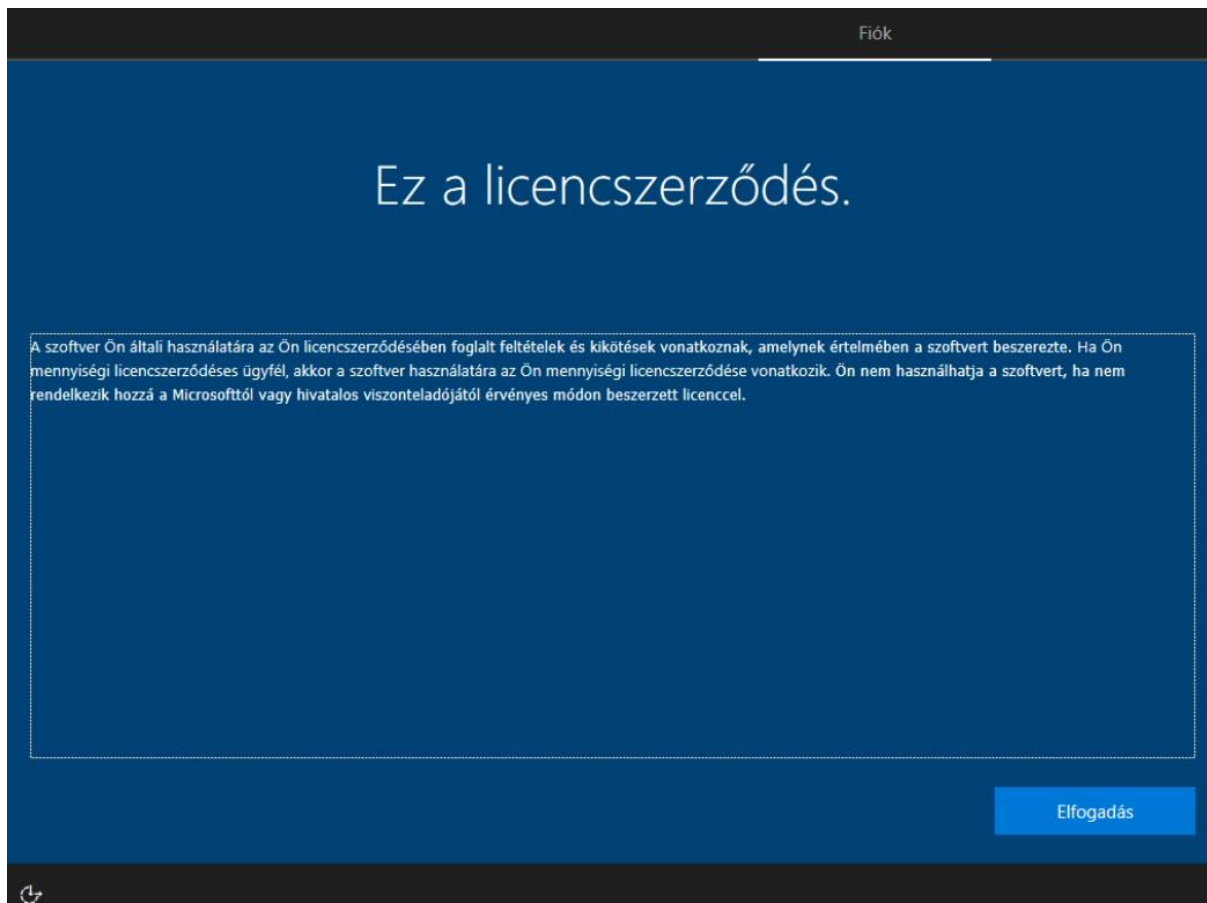 Fiók
Ez a licencszerződés.
A szoftver Ön általi használatára az Ön licencszerződésében foglalt feltételek és kikötések vonatkoznak, amelynek értelmében a szoftvert beszerezte. Ha Ön
mennyiségi licencszerződéses ügyfél, akkor a szoftver használatára az Ön mennyiségi licencszerződése vonatkozik. Ön nem használhatja a szoftvert, ha nem
rendelkezik hozzá a Microsofttól vagy hivatalos viszonteladójától érvényes módon beszerzett licenccel.
Elfogadás